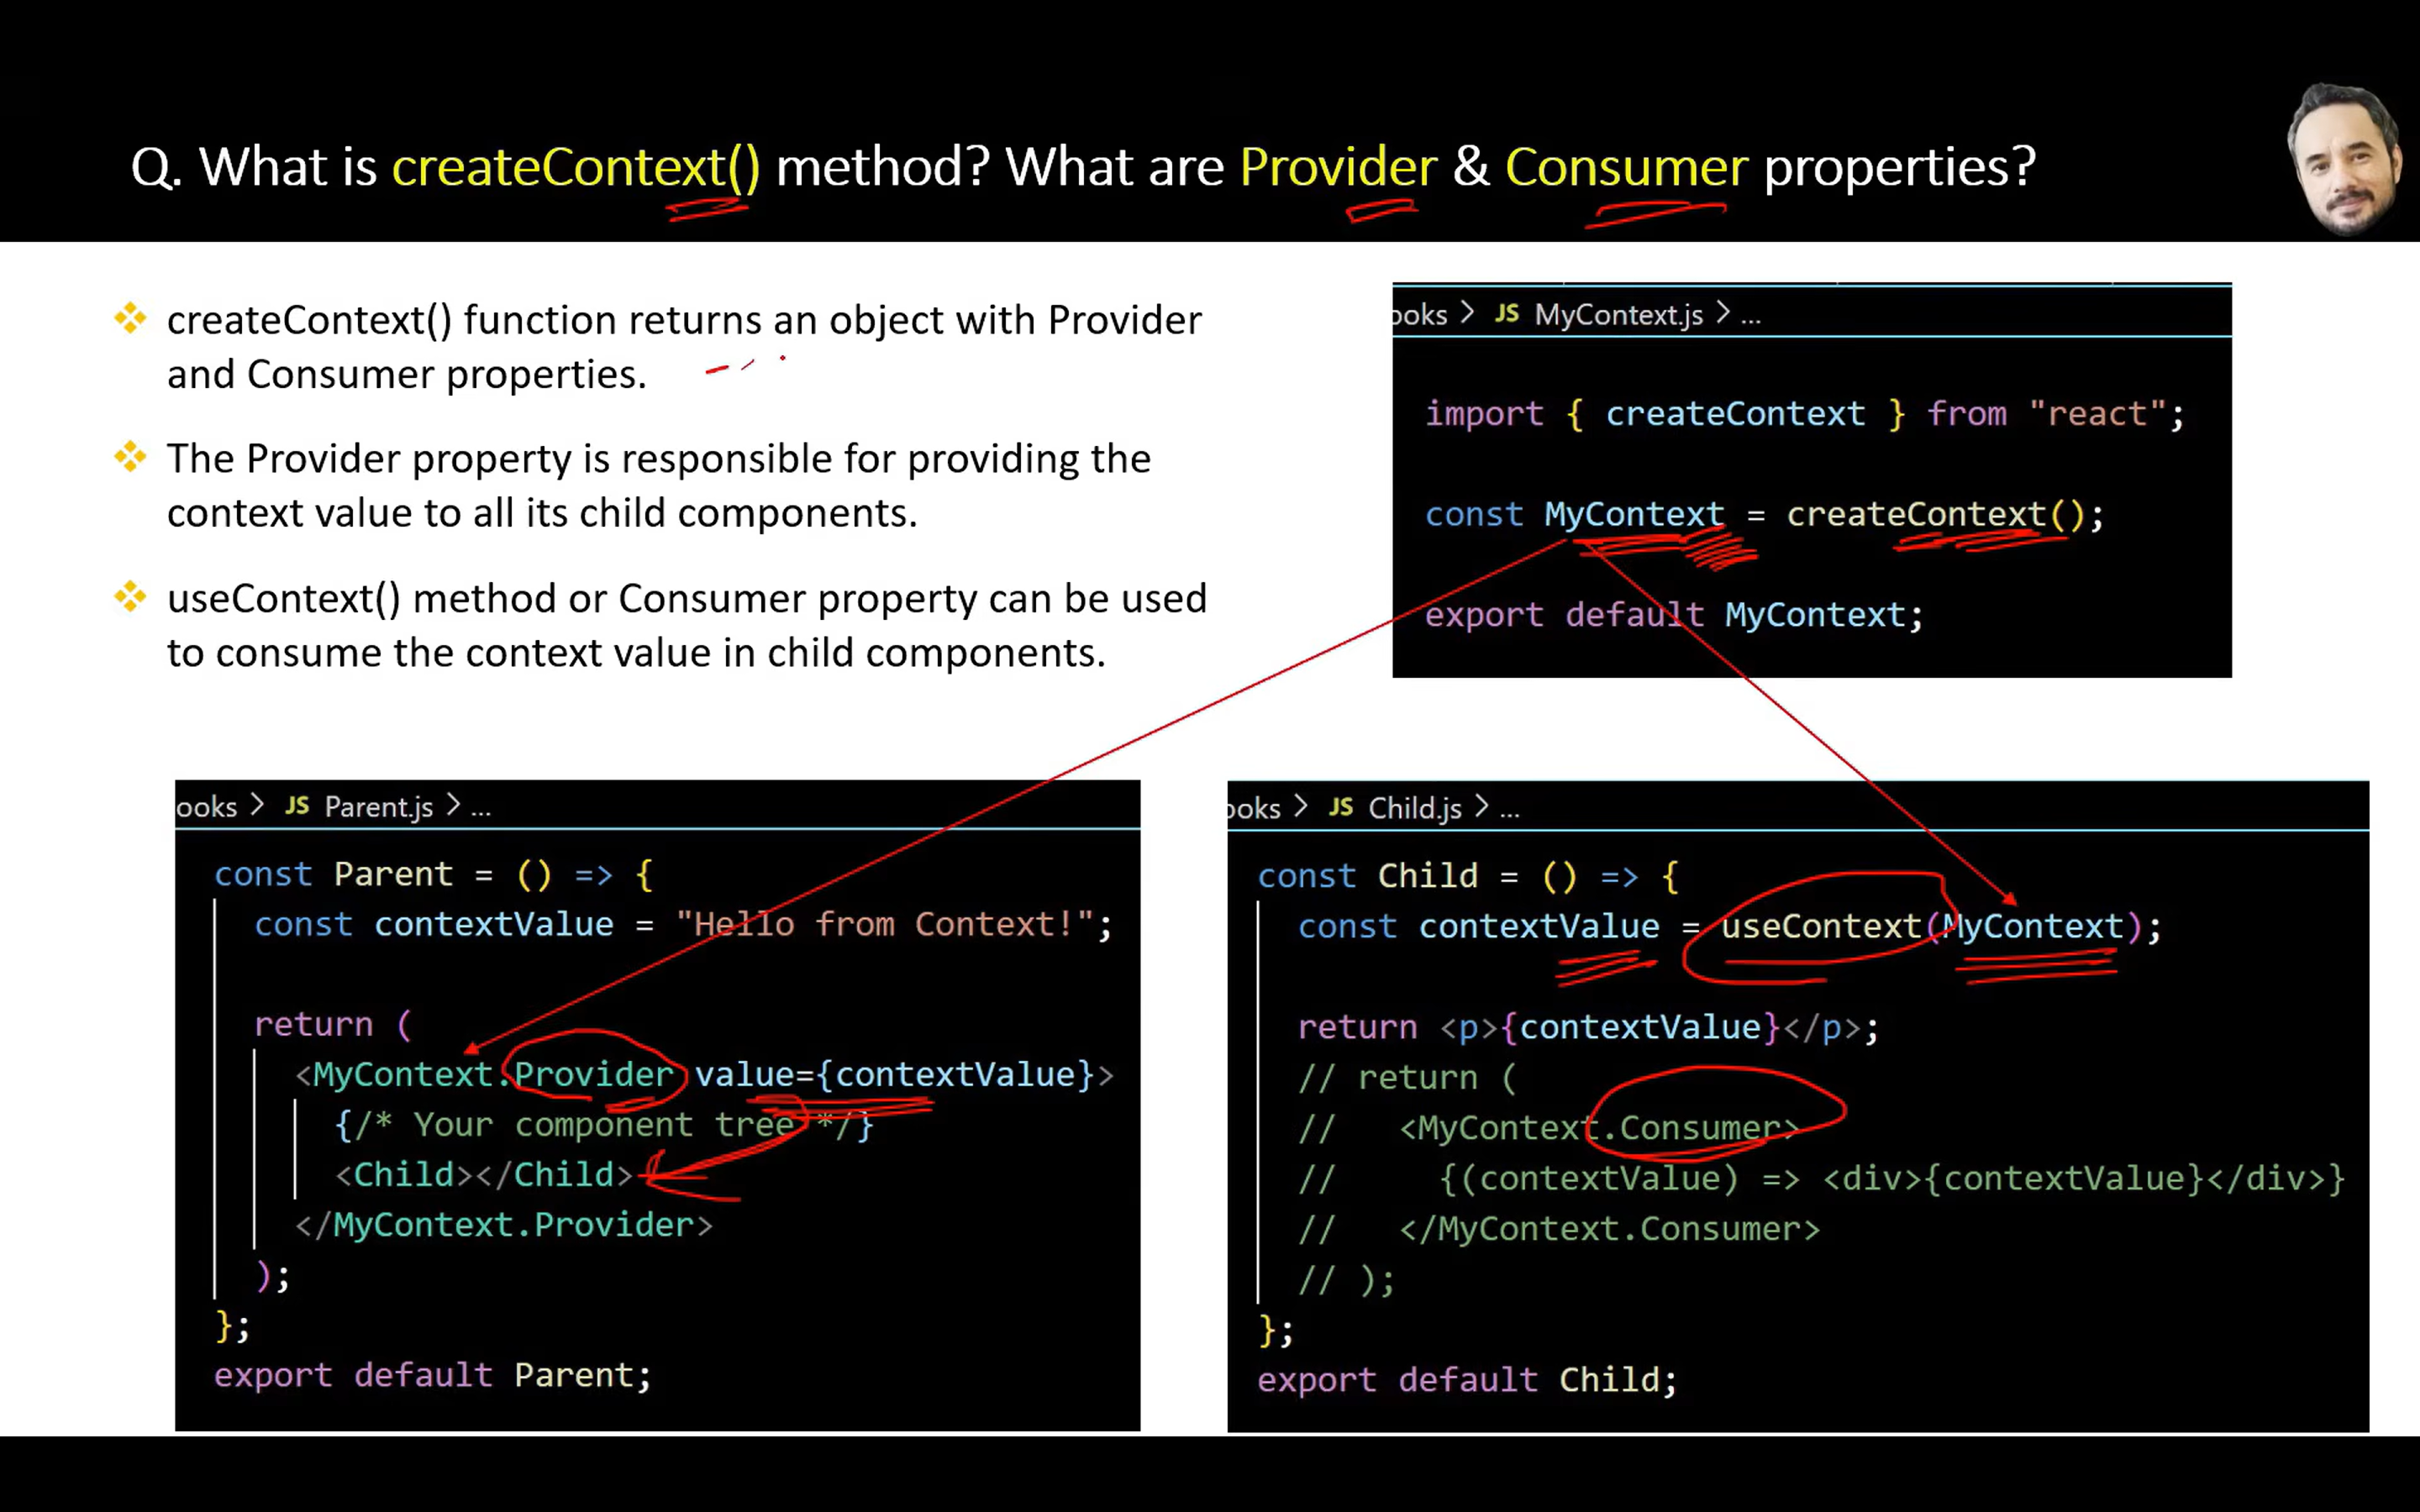 Q. What is createContext() method? What are Provider & Consumer properties?
createContext() function returns an object with Provider
and Consumer properties.
The Provider property is responsible for providing the
context value to all its child components.
useContext() method or Consumer property can be used
to consume the context value in child components.
ooks > JS MyContext.js > ...
import { createContext } from "react";
const MyContext = createContext();
export default MyContext;
ooks > JS Parent.js > ...
const Parent = () => {
const contextValue = "Hello from Context!";
return (
<MyContext.Provider value={contextValue}>
{/* Your component tree */}
<Child></Child>
</MyContext.Provider>
);
};
export default Parent;
ooks > JS Child.js > ...
const Child = () => {
const contextValue = useContext(MyContext);
return <p>{contextValue}</p>;
// return (
//   <MyContext.Consumer>
//     {(contextValue) => <div>{contextValue}</div>}
//   </MyContext.Consumer>
// );
};
export default Child;